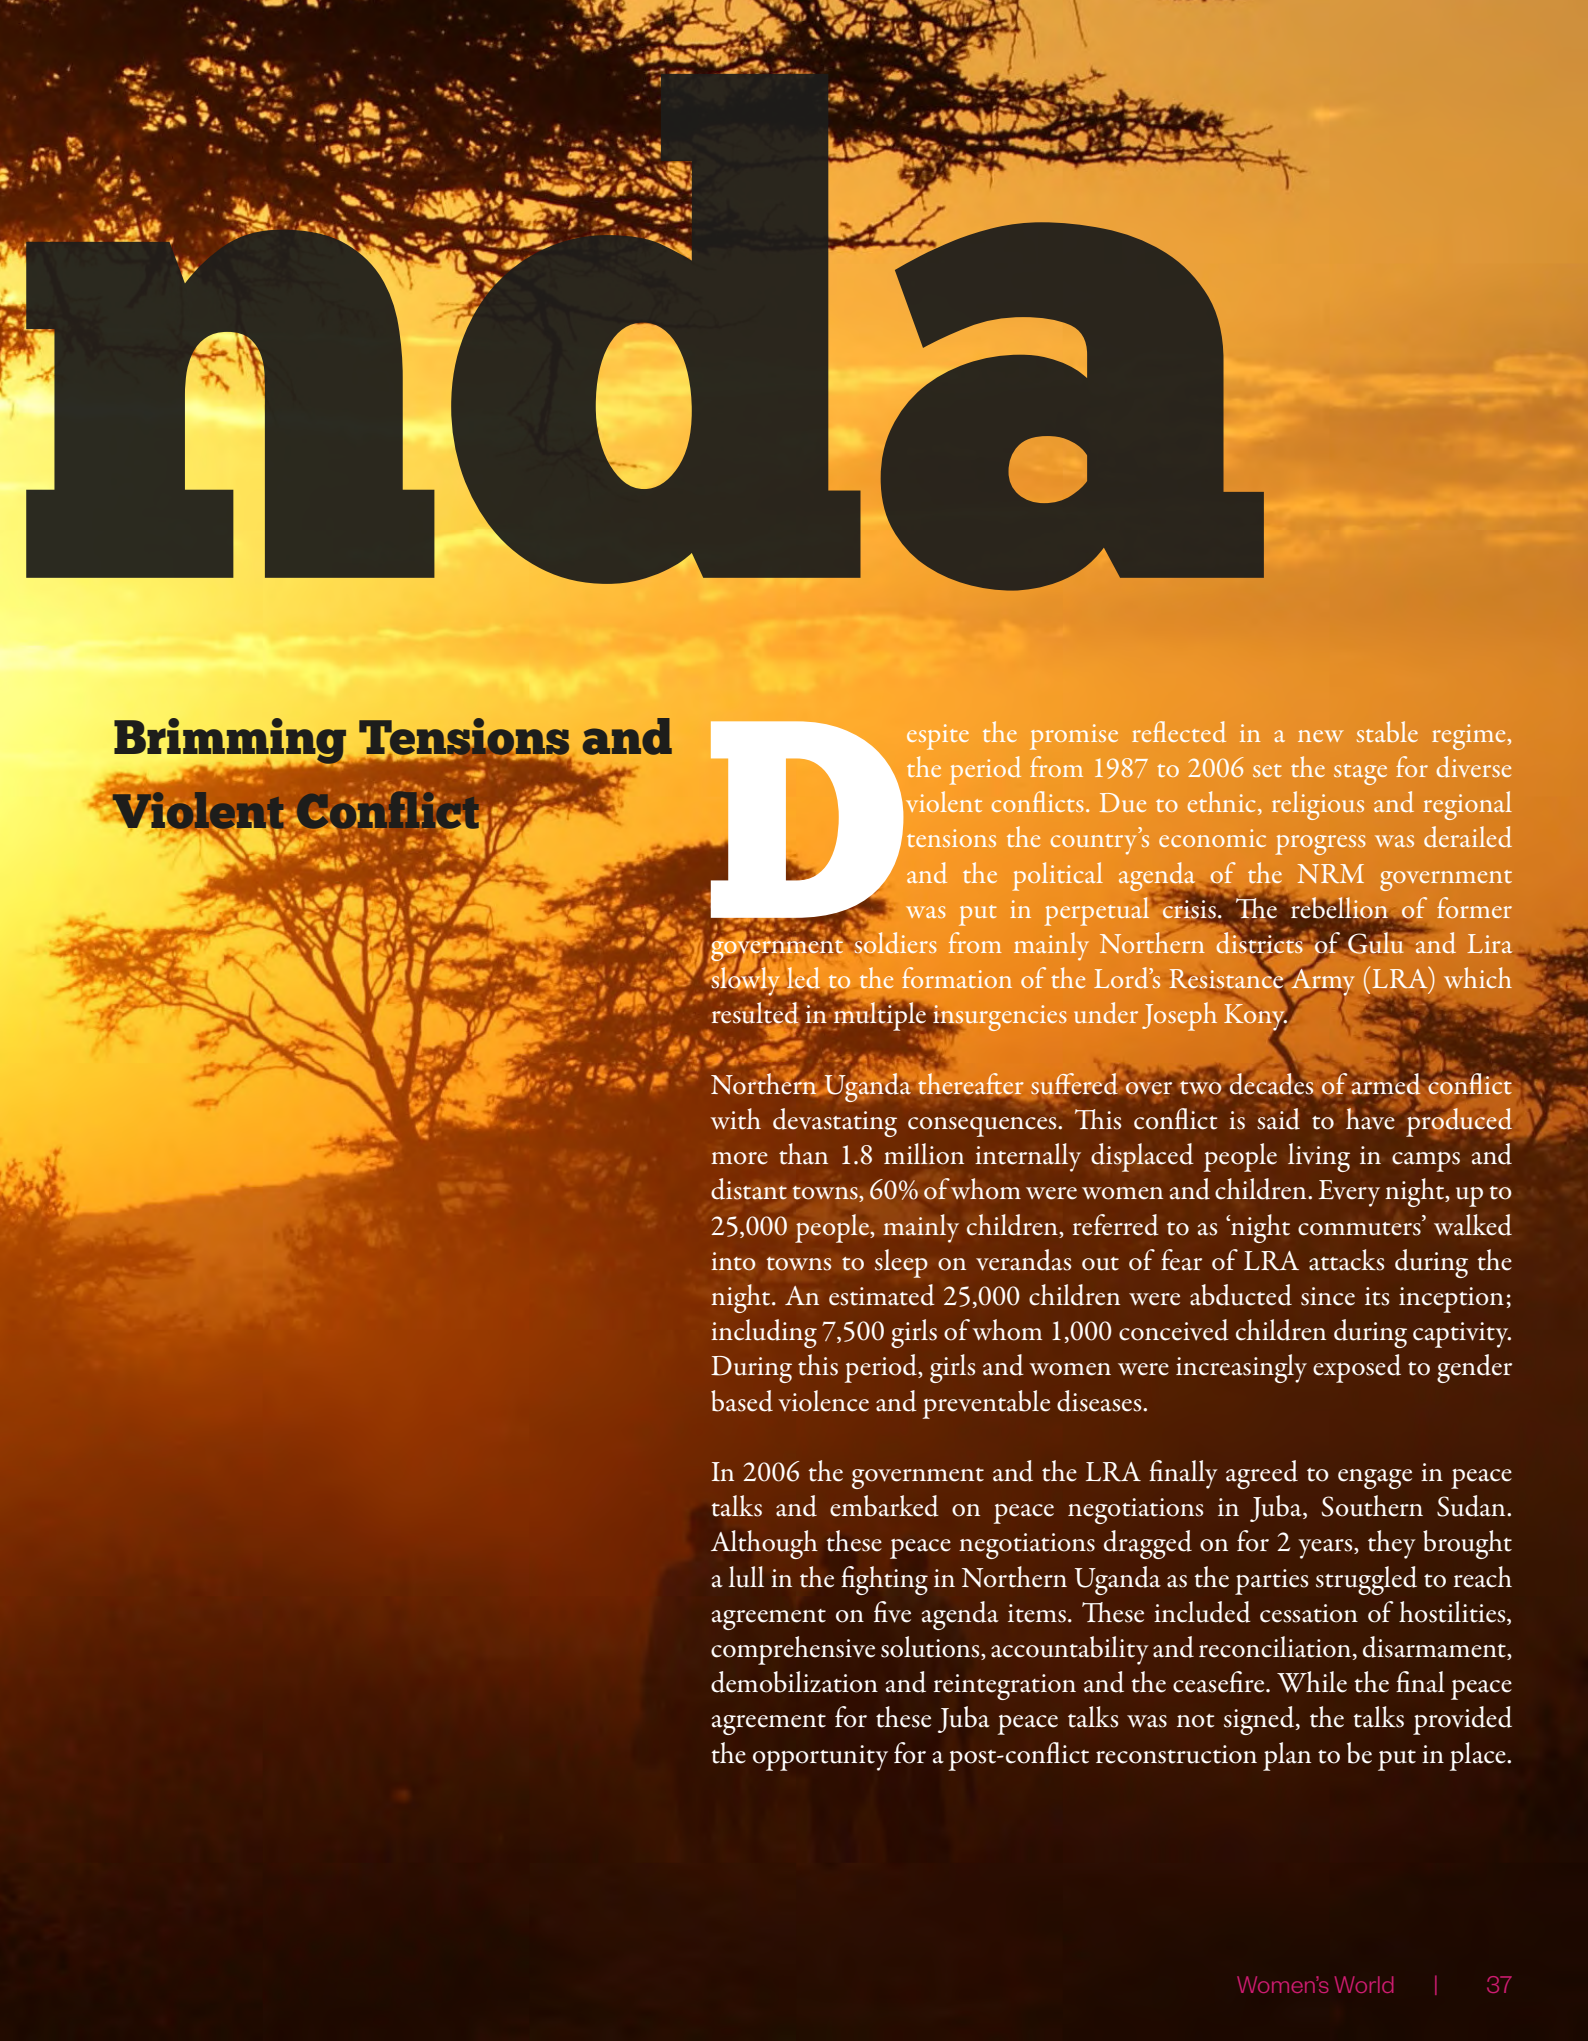 nda
Brimming Tensions and
Violent Conflict
Despite the promise reflected in a new stable regime,
the period from 1987 to 2006 set the stage for diverse
violent conflicts. Due to ethnic, religious and regional
tensions the country's economic progress was derailed
and the political agenda of the NRM government
was put in perpetual crisis. The rebellion of former
government soldiers from mainly Northern districts of Gulu and Lira
slowly led to the formation of the Lord's Resistance Army (LRA) which
resulted in multiple insurgencies under Joseph Kony.
Northern Uganda thereafter suffered over two decades of armed conflict
with devastating consequences. This conflict is said to have produced
more than 1.8 million internally displaced people living in camps and
distant towns, 60% of whom were women and children. Every night, up to
25,000 people, mainly children, referred to as ‘night commuters’ walked
into towns to sleep on verandas out of fear of LRA attacks during the
night. An estimated 25,000 children were abducted since its inception;
including 7,500 girls of whom 1,000 conceived children during captivity.
During this period, girls and women were increasingly exposed to gender
based violence and preventable diseases.
In 2006 the government and the LRA finally agreed to engage in peace
talks and embarked on peace negotiations in Juba, Southern Sudan.
Although these peace negotiations dragged on for 2 years, they brought
a lull in the fighting in Northern Uganda as the parties struggled to reach
agreement on five agenda items. These included cessation of hostilities,
comprehensive solutions, accountability and reconciliation, disarmament,
demobilization and reintegration and the ceasefire. While the final peace
agreement for these Juba peace talks was not signed, the talks provided
the opportunity for a post-conflict reconstruction plan to be put in place.
Women's World | 37